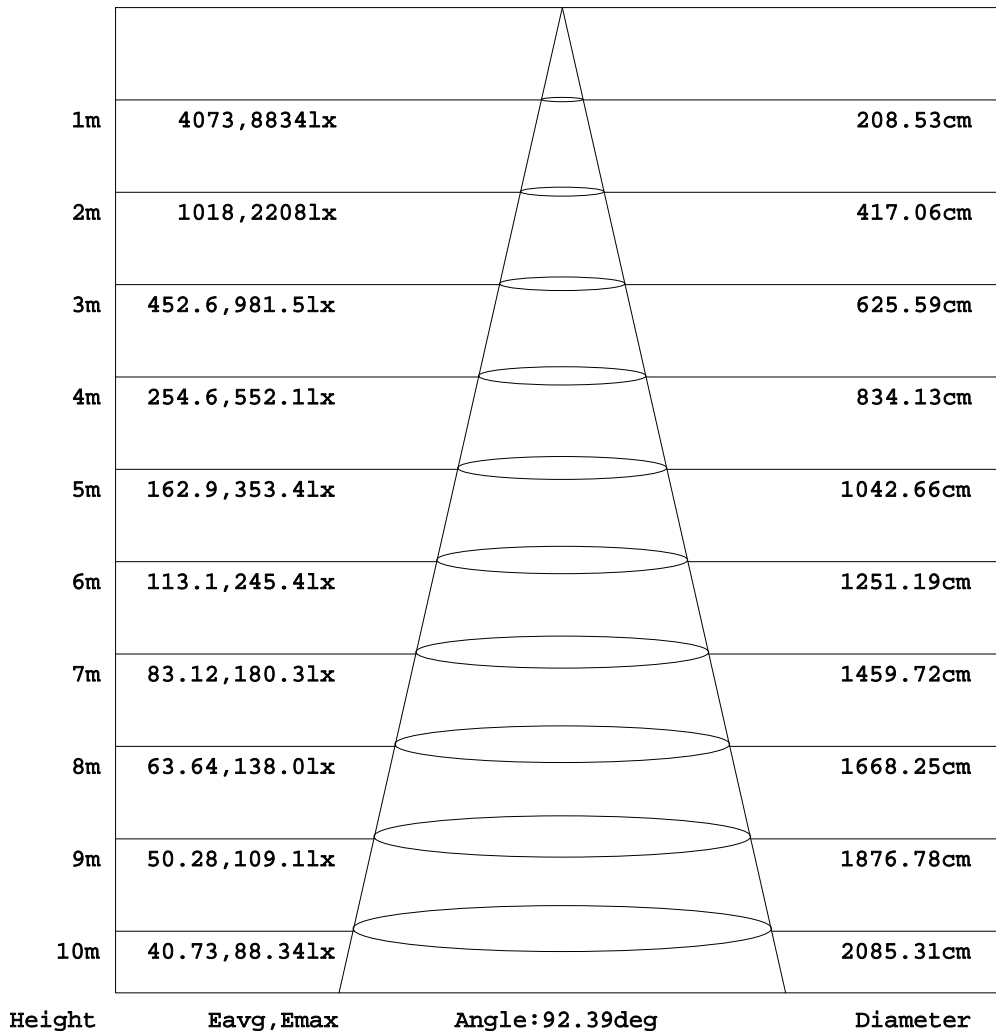 1m 4073,8834lx 208.53cm
2m 1018,2208lx 417.06cm
3m 452.6,981.5lx 625.59cm
4m 254.6,552.1lx 834.13cm
5m 162.9,353.4lx 1042.66cm
6m 113.1,245.4lx 1251.19cm
7m 83.12,180.3lx 1459.72cm
8m 63.64,138.0lx 1668.25cm
9m 50.28,109.1lx 1876.78cm
10m 40.73,88.34lx 2085.31cm
Height Eavg,Emax Angle:92.39deg Diameter